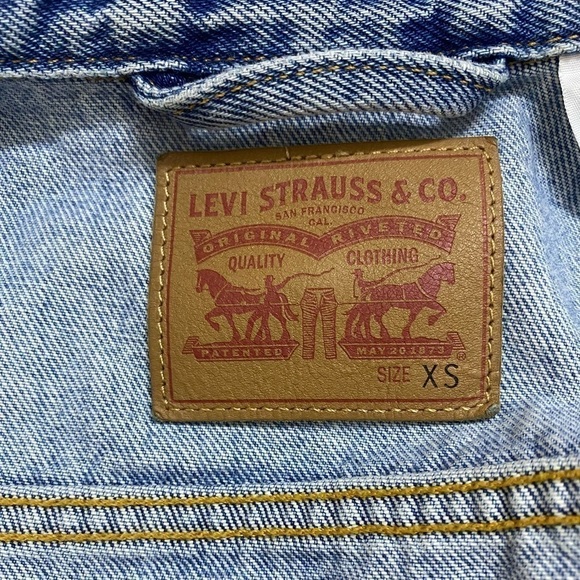 LEVI STRAUSS & CO.
SAN FRANCISCO
CAL.
ORIGINAL RIVETED
QUALITY CLOTHING
PATENTED MAY 20 1873
®
SIZE XS